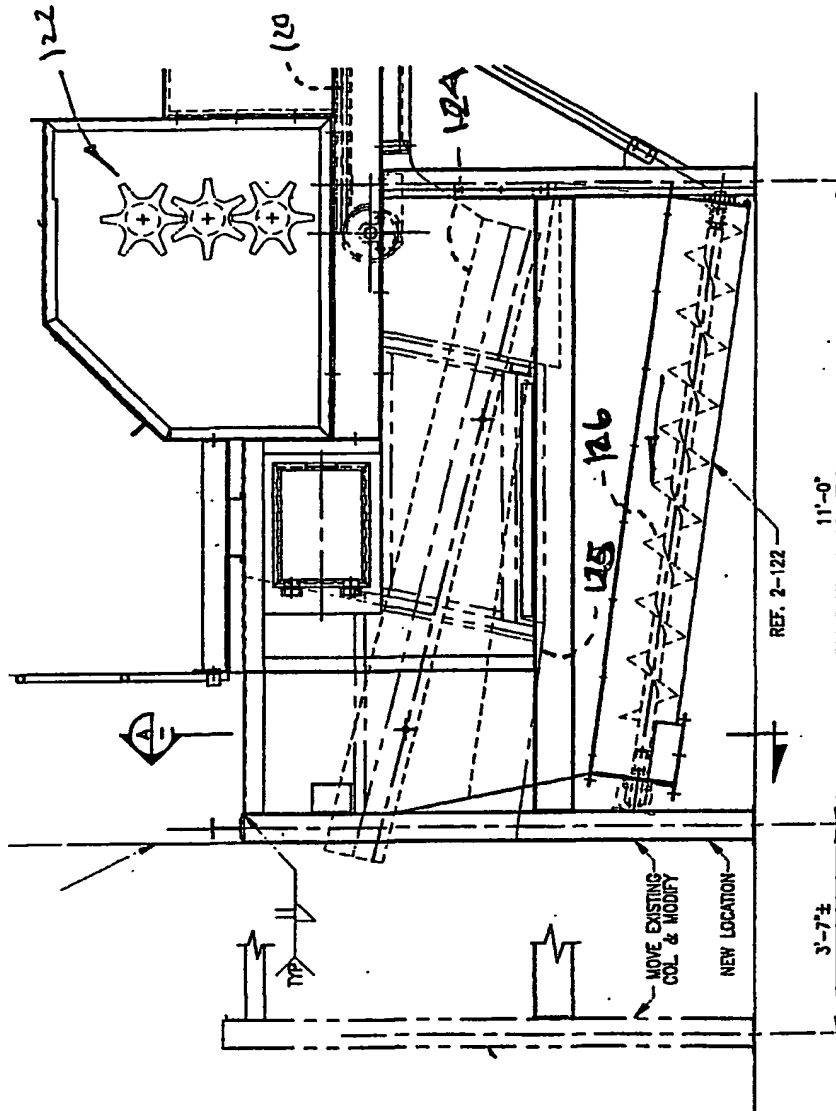 122
120
124
A
125
126
REF. 2-122
TYP
MOVE EXISTING
COL. & MODIFY
NEW LOCATION
11'-0"
3'-7"±